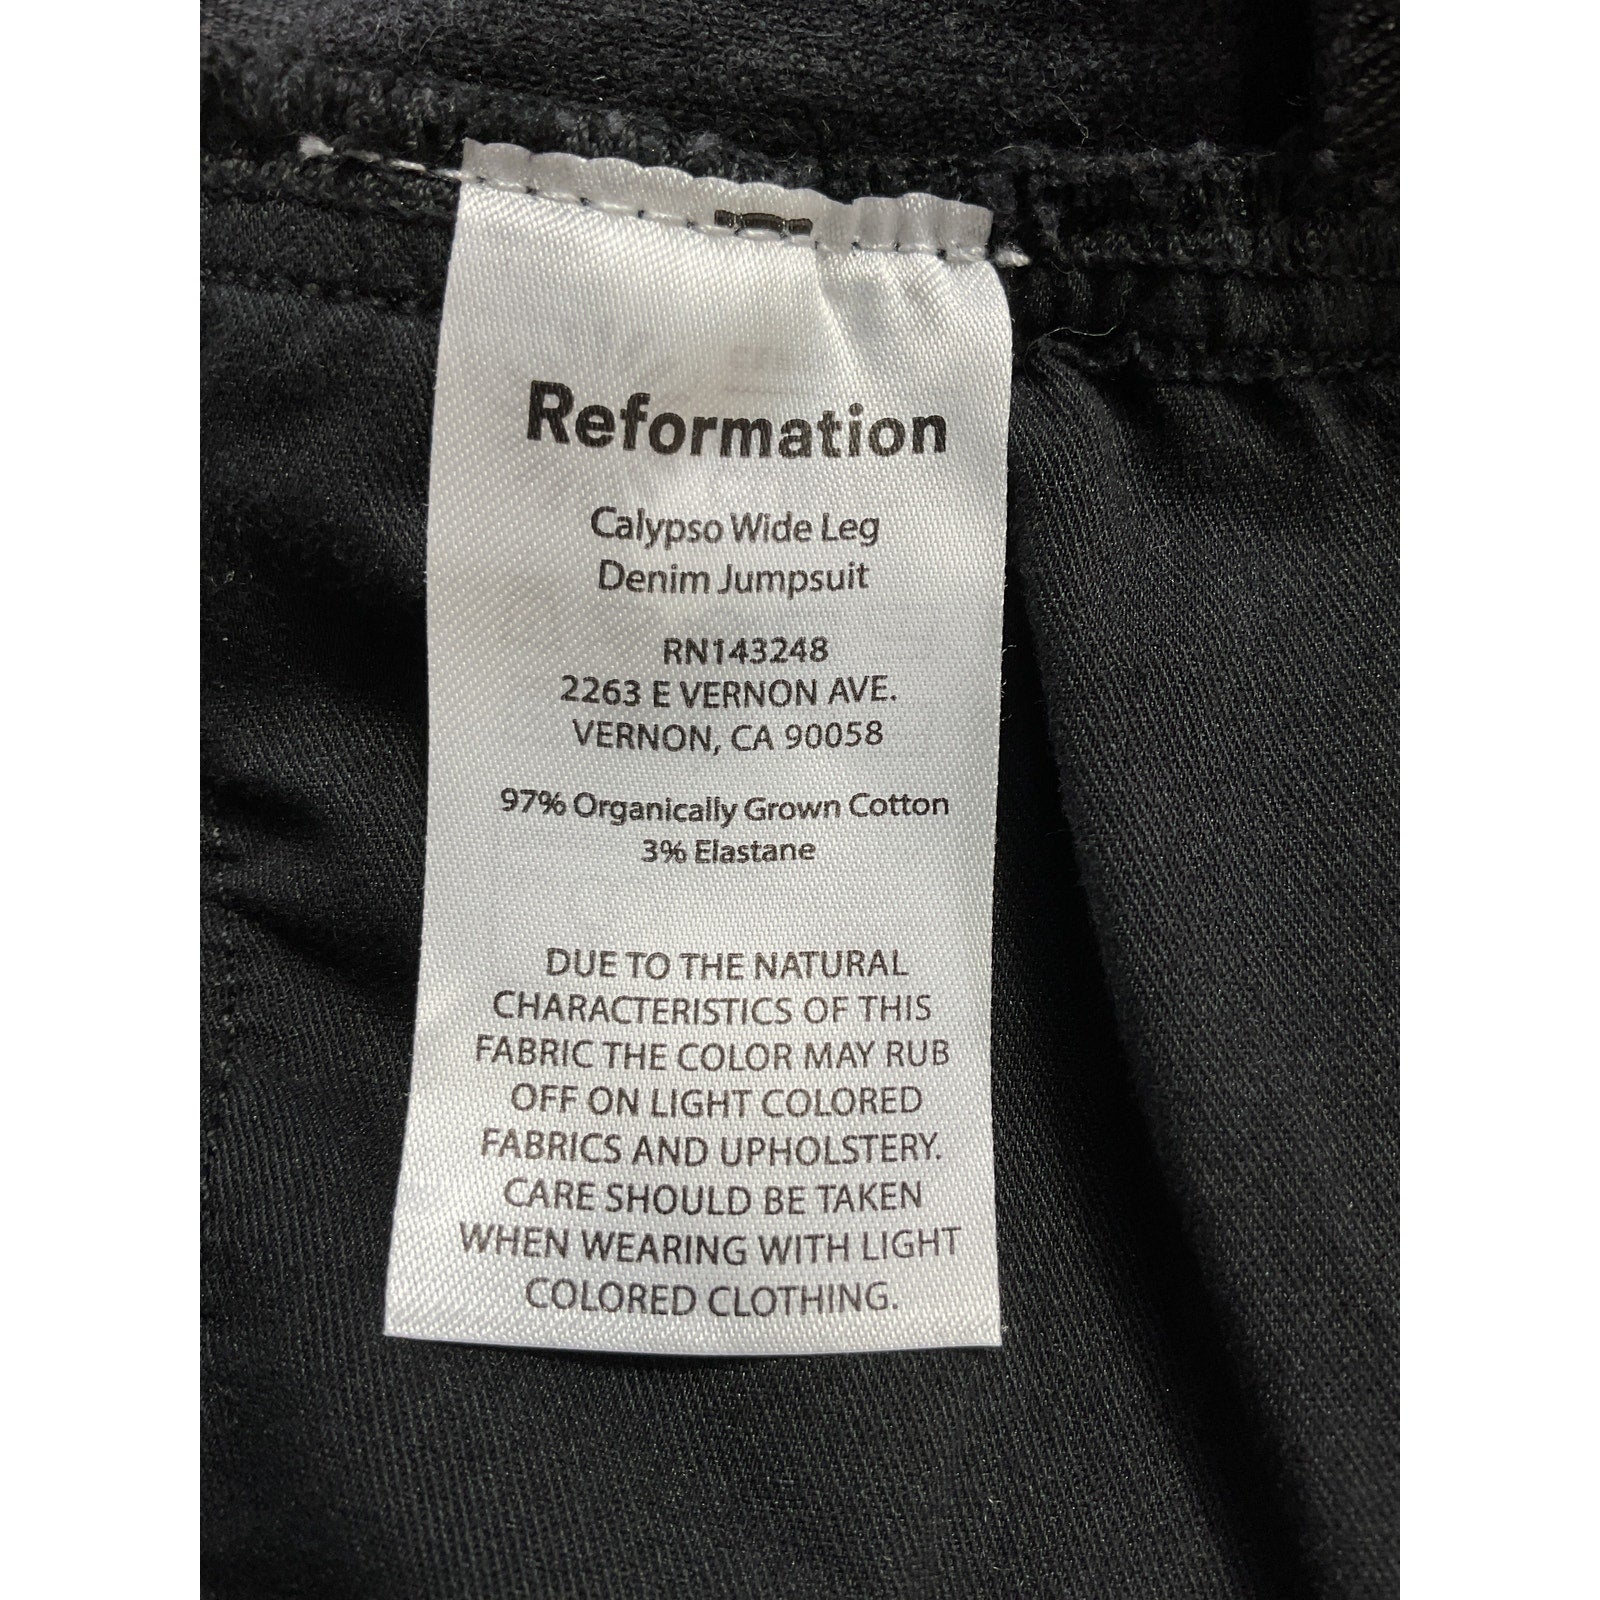 Reformation
Calypso Wide Leg
Denim Jumpsuit
RN143248
2263 E VERNON AVE.
VERNON, CA 90058
97% Organically Grown Cotton
3% Elastane
DUE TO THE NATURAL
CHARACTERISTICS OF THIS
FABRIC THE COLOR MAY RUB
OFF ON LIGHT COLORED
FABRICS AND UPHOLSTERY.
CARE SHOULD BE TAKEN
WHEN WEARING WITH LIGHT
COLORED CLOTHING.